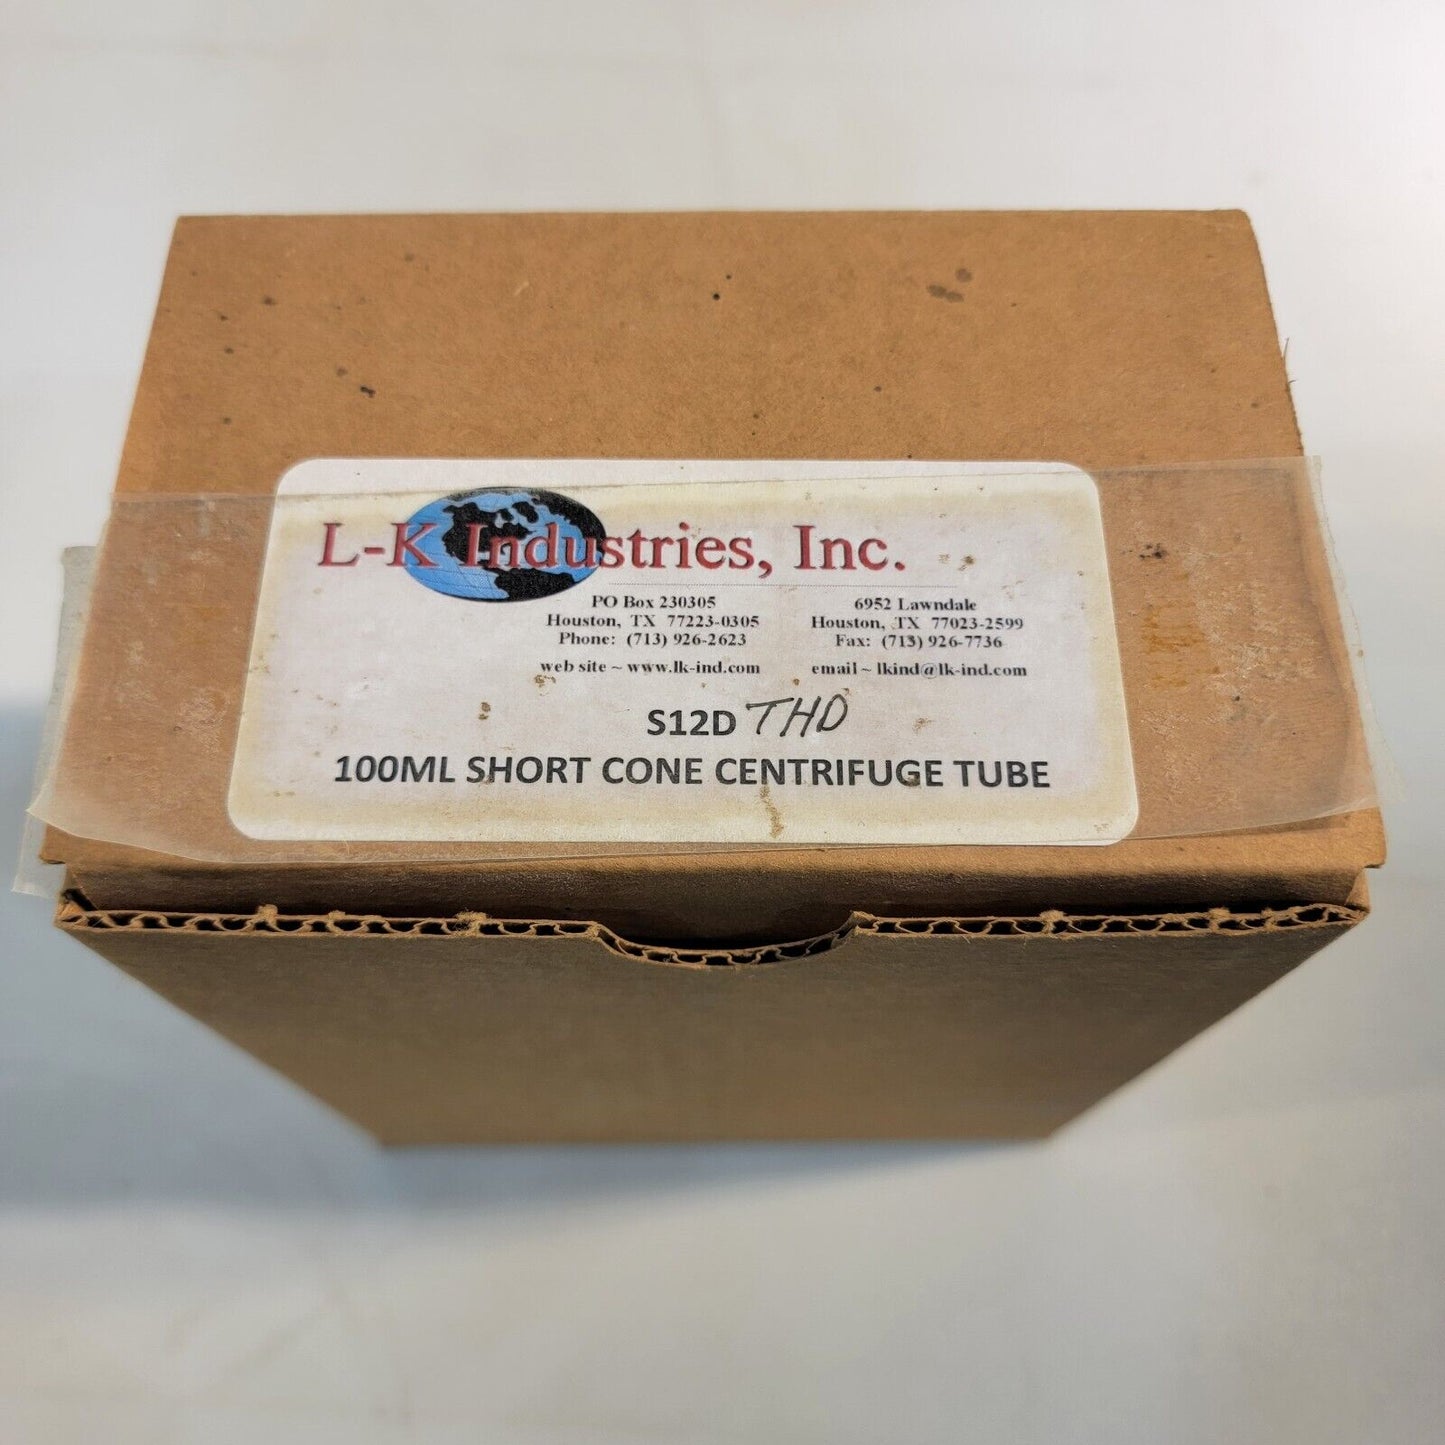 L-K Industries, Inc.
PO Box 230305
Houston, TX 77223-0305
Phone: (713) 926-2623
web site ~ www.lk-ind.com
6952 Lawndale
Houston, TX 77023-2599
Fax: (713) 926-7736
email ~ lkind@lk-ind.com
S12D THD
100ML SHORT CONE CENTRIFUGE TUBE